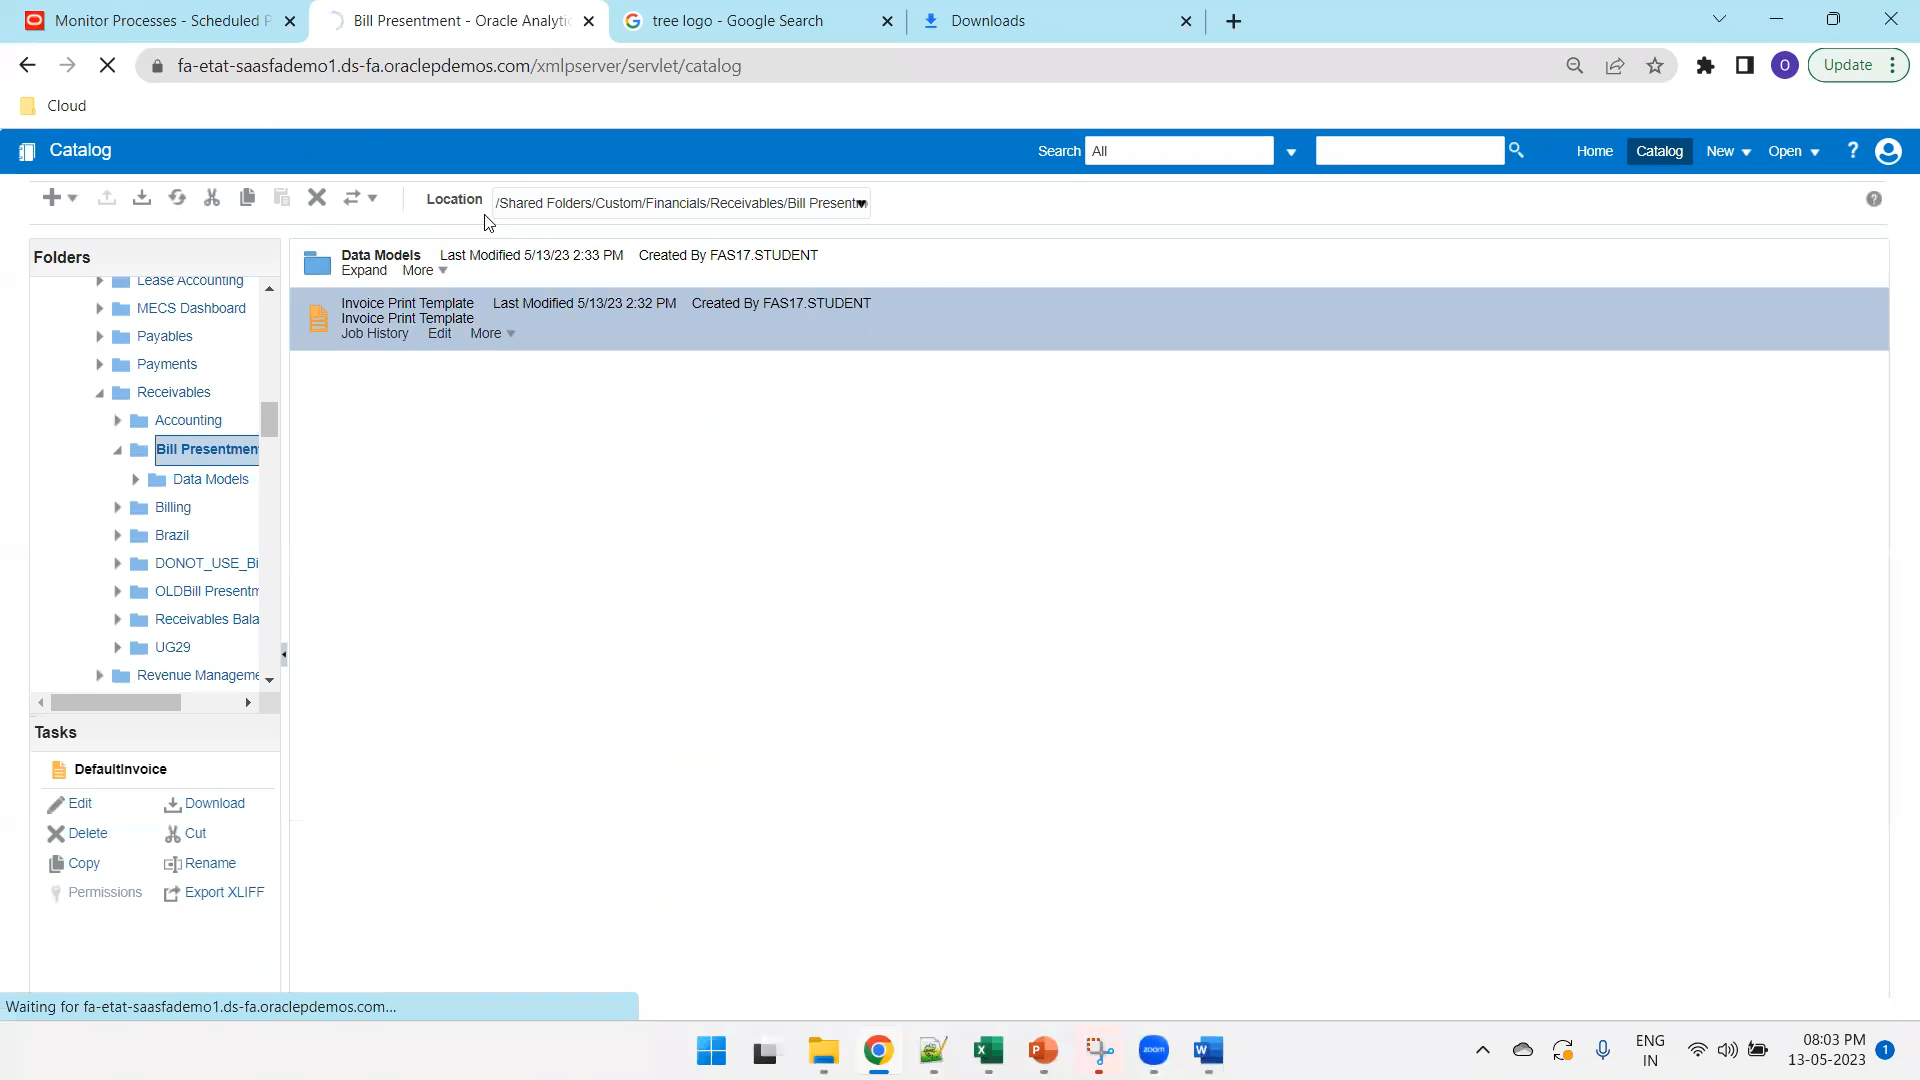 Monitor Processes - Scheduled P
Bill Presentment - Oracle Analytic
tree logo - Google Search
Downloads
fa-etat-saasfademo1.ds-fa.oraclepdemos.com/xmlpserver/servlet/catalog
O
Update
Cloud
Catalog
Search
All
Home
Catalog
New
Open
?
Location
/Shared Folders/Custom/Financials/Receivables/Bill Presentm
?
Folders
Lease Accounting
MECS Dashboard
Payables
Payments
Receivables
Accounting
Bill Presentment
Data Models
Billing
Brazil
DONOT_USE_Bi
OLDBill Presentm
Receivables Bala
UG29
Revenue Manageme
Data Models Last Modified 5/13/23 2:33 PM Created By FAS17.STUDENT
Expand More
Invoice Print Template Last Modified 5/13/23 2:32 PM Created By FAS17.STUDENT
Invoice Print Template
Job History Edit More
Tasks
DefaultInvoice
Edit Download
Delete Cut
Copy Rename
Permissions Export XLIFF
Waiting for fa-etat-saasfademo1.ds-fa.oraclepdemos.com...
zoom
ENG
IN
08:03 PM
13-05-2023
1